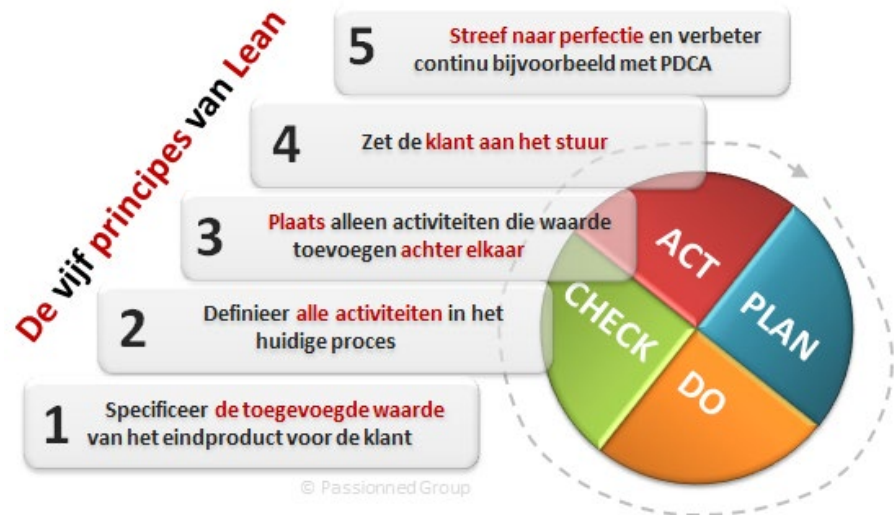 De vijf principes van Lean
5
Streef naar perfectie en verbeter
continu bijvoorbeeld met PDCA
4
Zet de klant aan het stuur
3
Plaats alleen activiteiten die waarde
toevoegen achter elkaar
2
Definieer alle activiteiten in het
huidige proces
1
Specificeer de toegevoegde waarde
van het eindproduct voor de klant
ACT
PLAN
CHECK
DO
© Passionned Group